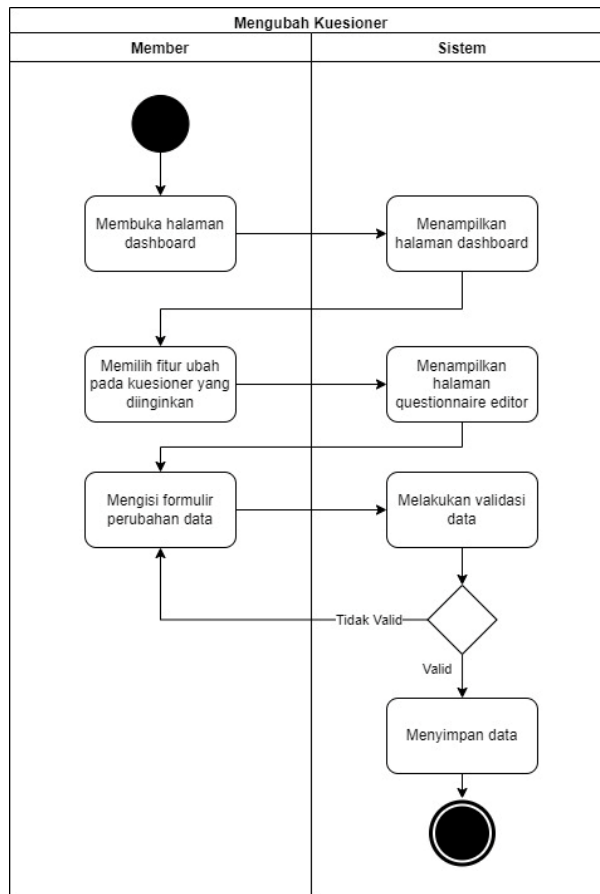 Mengubah Kuesioner
Member
Sistem
Membuka halaman
dashboard
Menampilkan
halaman dashboard
Memilih fitur ubah
pada kuesioner yang
diinginkan
Menampilkan
halaman
questionnaire editor
Mengisi formulir
perubahan data
Melakukan validasi
data
Tidak Valid
Valid
Menyimpan data